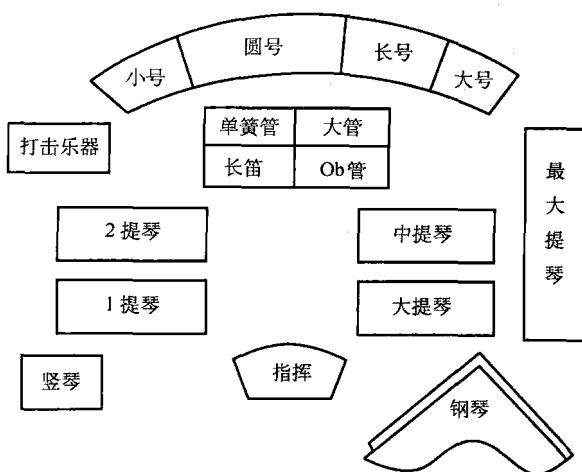 小号
圆号
长号
大号
打击乐器
单簧管
大管
长笛
Ob管
最大提琴
2提琴
中提琴
1提琴
大提琴
竖琴
指挥
钢琴